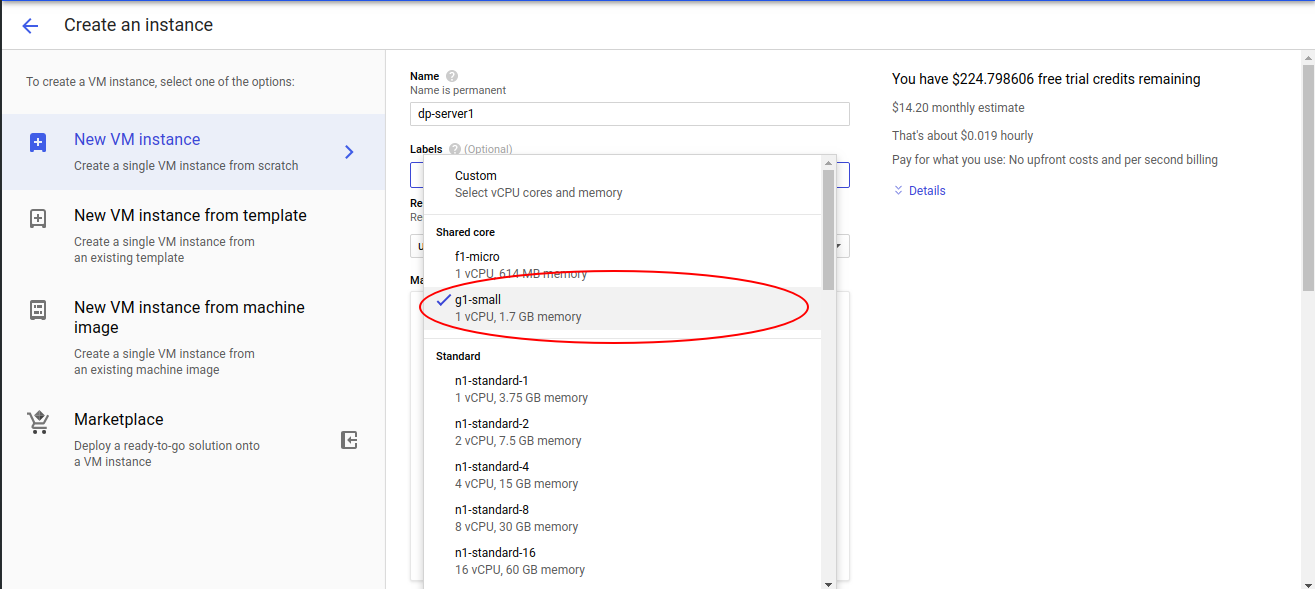 Create an instance
To create a VM instance, select one of the options:
New VM instance
Create a single VM instance from scratch
New VM instance from template
Create a single VM instance from
an existing template
New VM instance from machine
image
Create a single VM instance from
an existing machine image
Marketplace
Deploy a ready-to-go solution onto
a VM instance
Name
Name is permanent
dp-server1
Labels (Optional)
Re
Re
Ma
Custom
Select vCPU cores and memory
Shared core
f1-micro
1 vCPU, 614 MB memory
g1-small
1 vCPU, 1.7 GB memory
Standard
n1-standard-1
1 vCPU, 3.75 GB memory
n1-standard-2
2 vCPU, 7.5 GB memory
n1-standard-4
4 vCPU, 15 GB memory
n1-standard-8
8 vCPU, 30 GB memory
n1-standard-16
16 vCPU, 60 GB memory
You have $224.798606 free trial credits remaining
$14.20 monthly estimate
That's about $0.019 hourly
Pay for what you use: No upfront costs and per second billing
Details